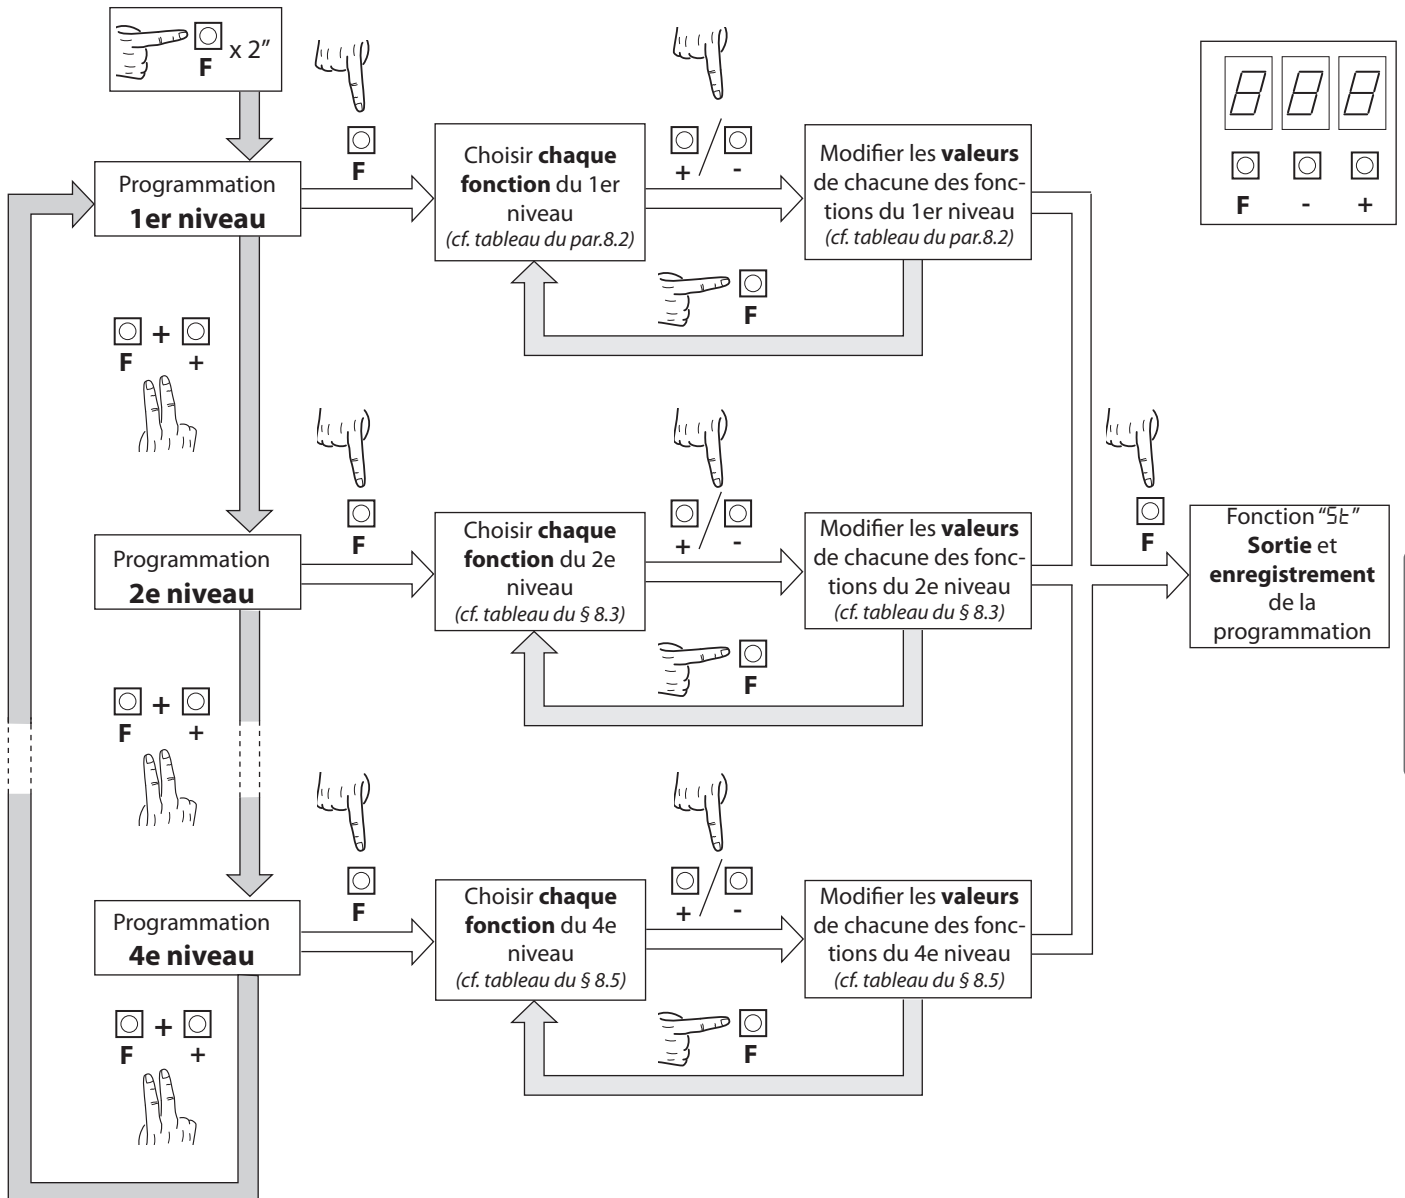 F x 2”
F
+ / -
F - +
Programmation
1er niveau
Choisir chaque
fonction du 1er
niveau
(cf. tableau du par.8.2)
Modifier les valeurs
de chacune des fonc-
tions du 1er niveau
(cf. tableau du par.8.2)
F
F + +
F
+ / -
F
Programmation
2e niveau
Choisir chaque
fonction du 2e
niveau
(cf. tableau du § 8.3)
Modifier les valeurs
de chacune des fonc-
tions du 2e niveau
(cf. tableau du § 8.3)
Fonction “St”
Sortie et
enregistrement
de la
programmation
F
F + +
F
+ / -
Programmation
4e niveau
Choisir chaque
fonction du 4e
niveau
(cf. tableau du § 8.5)
Modifier les valeurs
de chacune des fonc-
tions du 4e niveau
(cf. tableau du § 8.5)
F
F + +